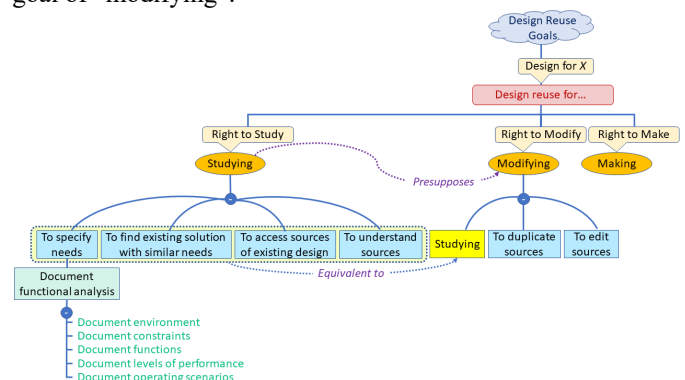 goal of "modifying".
Design Reuse
Goals
Design for X
Design reuse for...
Right to Study
Right to Modify
Right to Make
Studying
Modifying
Making
Presupposes
To specify
needs
To find existing solution
with similar needs
To access sources
of existing design
To understand
sources
Studying
To duplicate
sources
To edit
sources
Equivalent to
Document
functional analysis
Document environment
Document constraints
Document functions
Document levels of performance
Document operating scenarios